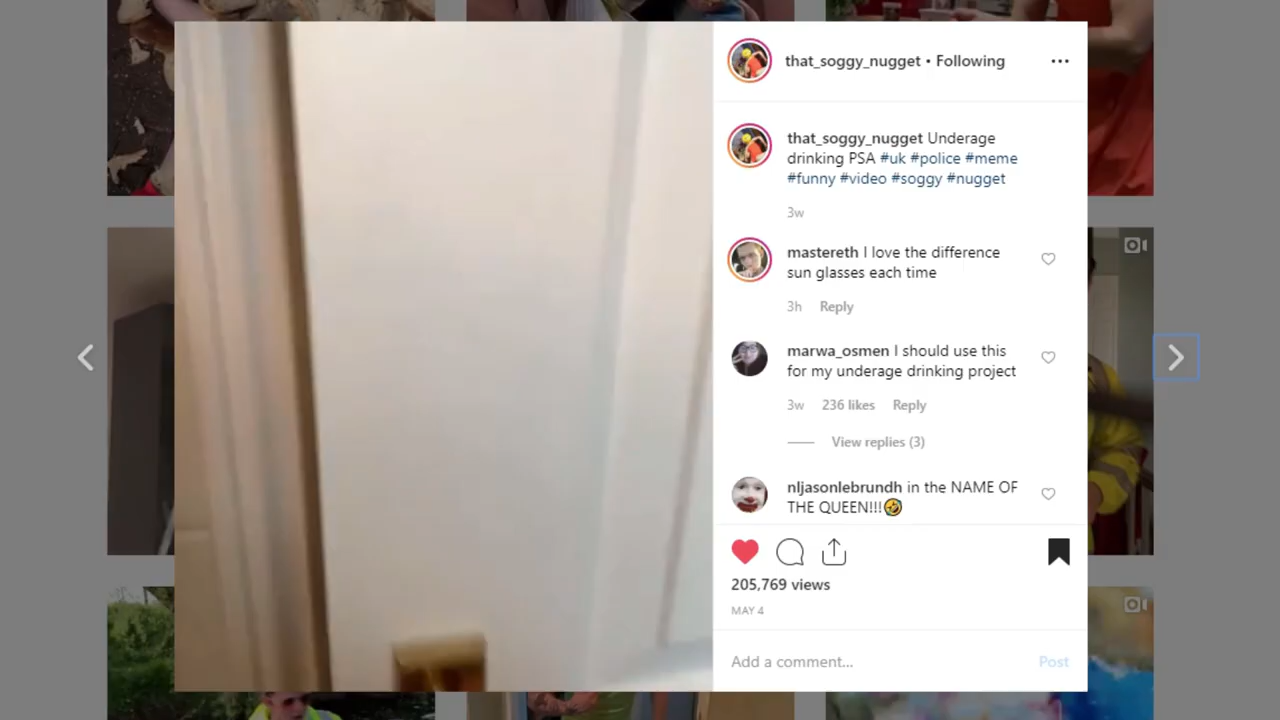 that_soggy_nugget • Following
that_soggy_nugget Underage
drinking PSA #uk #police #meme
#funny #video #soggy #nugget
3w
mastereth I love the difference
sun glasses each time
3h Reply
marwa_osmen I should use this
for my underage drinking project
3w 236 likes Reply
View replies (3)
nljasonlebrundh in the NAME OF
THE QUEEN!!!🤣
205,769 views
MAY 4
Add a comment... Post